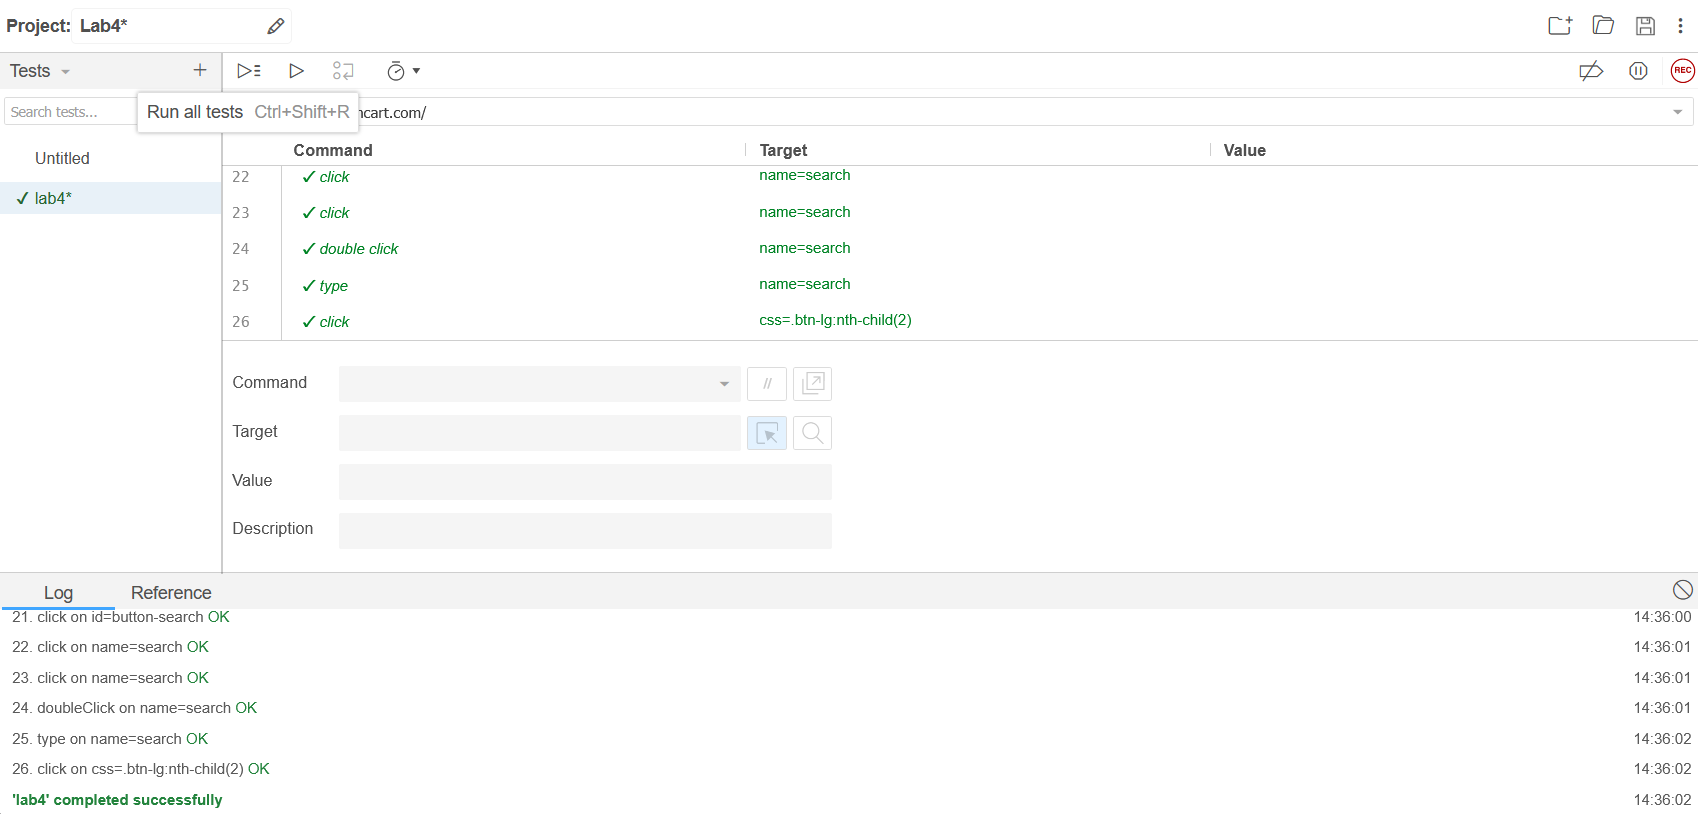 Project: Lab4*
Tests
REC
Search tests...
Run all tests Ctrl+Shift+R
cart.com/
Command Target Value
Untitled
✓ lab4*
22 ✓ click name=search
23 ✓ click name=search
24 ✓ double click name=search
25 ✓ type name=search
26 ✓ click css=.btn-lg:nth-child(2)
Command //
Target
Value
Description
Log Reference
21. click on id=button-search OK 14:36:00
22. click on name=search OK 14:36:01
23. click on name=search OK 14:36:01
24. doubleClick on name=search OK 14:36:01
25. type on name=search OK 14:36:02
26. click on css=.btn-lg:nth-child(2) OK 14:36:02
'lab4' completed successfully 14:36:02